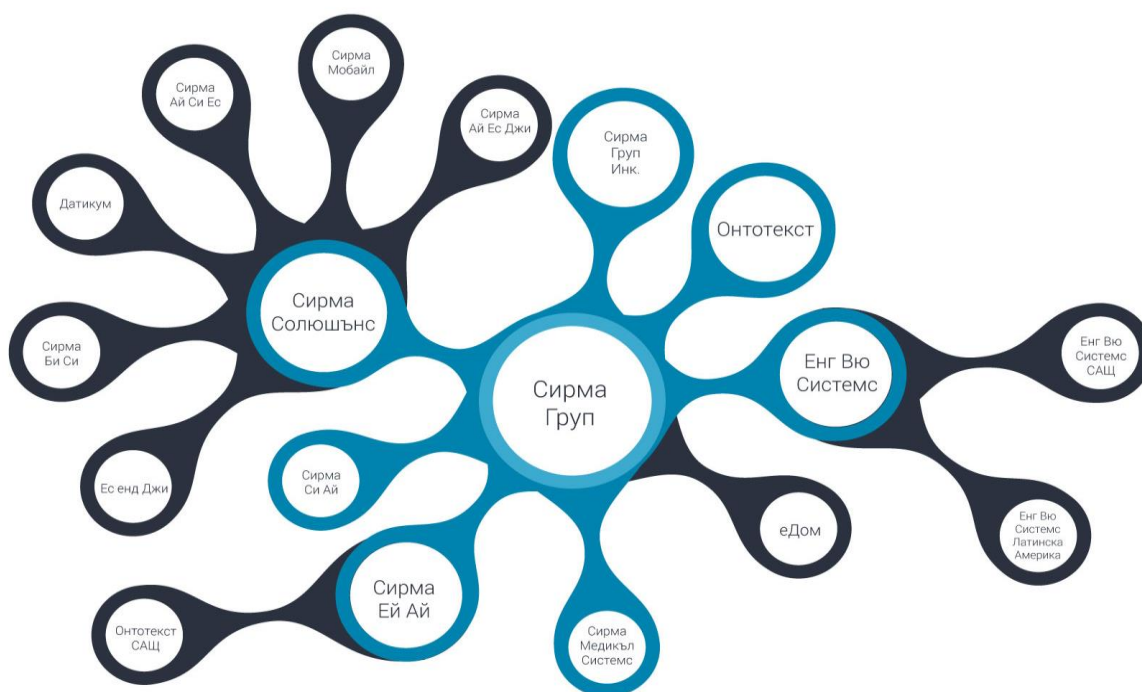 Сирма
Мобайл
Сирма
Ай Си Ес
Сирма
Ай Ес Джи
Сирма
Груп
Инк.
Датикум
Онтотекст
Сирма
Солюшънс
Сирма
Би Си
Енг Вю
Системс
Енг Вю
Системс
САЩ
Сирма
Груп
Сирма
Си Ай
Ес енд Джи
еДом
Енг Вю
Системс
Латинска
Америка
Сирма
Ей Ай
Онтотекст
САЩ
Сирма
Медикъл
Системс